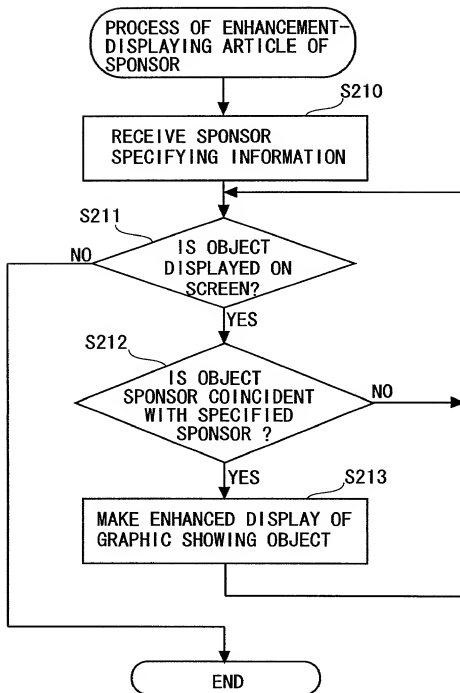 PROCESS OF ENHANCEMENT-
DISPLAYING ARTICLE OF
SPONSOR
S210
RECEIVE SPONSOR
SPECIFYING INFORMATION
S211
NO
IS OBJECT
DISPLAYED ON
SCREEN?
YES
S212
IS OBJECT
SPONSOR COINCIDENT
WITH SPECIFIED
SPONSOR ?
NO
YES
S213
MAKE ENHANCED DISPLAY OF
GRAPHIC SHOWING OBJECT
END